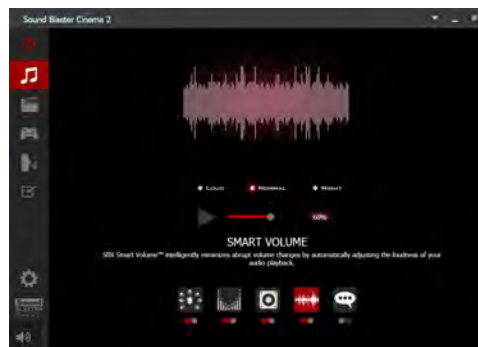 Sound Blaster Cinema 2
LOUD NORMAL NIGHT
60%
SMART VOLUME
SBX Smart Volume™ intelligently minimizes abrupt volume changes by automatically adjusting the loudness of your
audio playback.